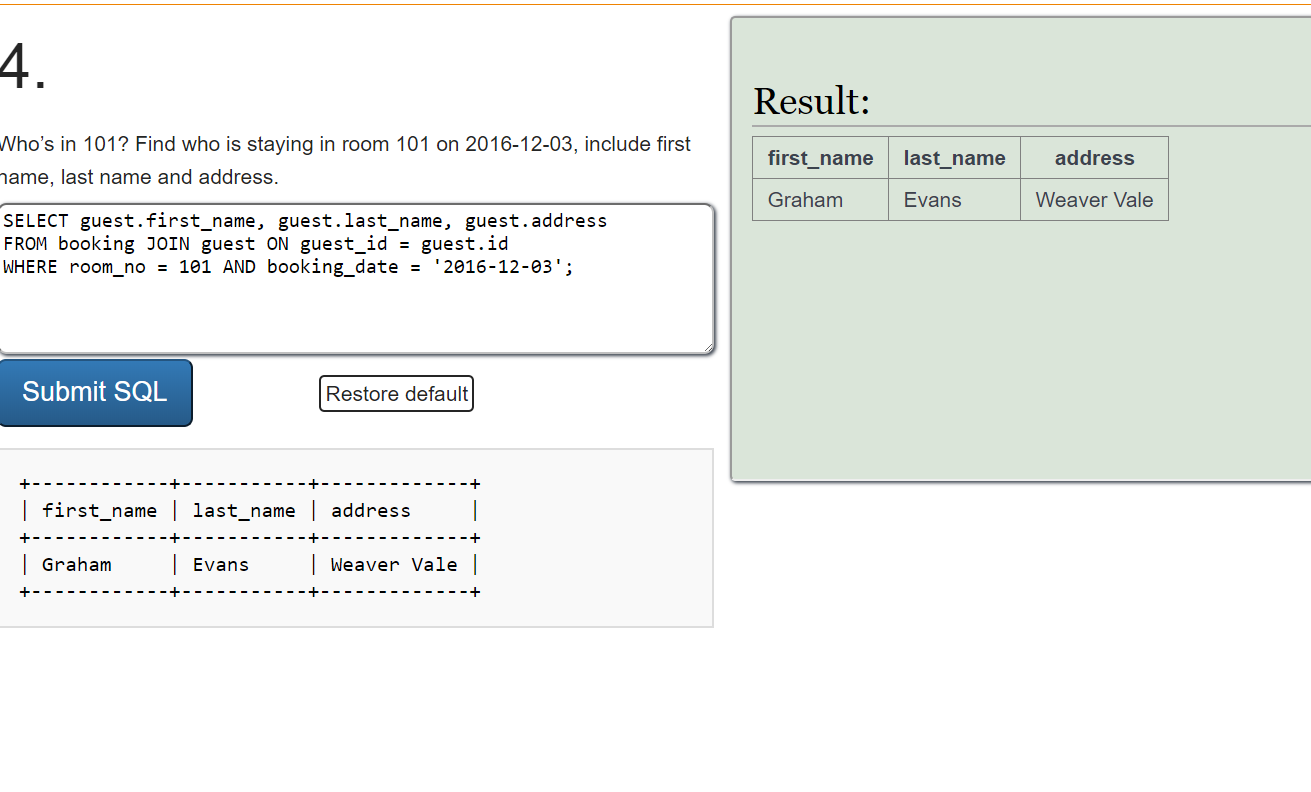 4.
Who’s in 101? Find who is staying in room 101 on 2016-12-03, include first
name, last name and address.
SELECT guest.first_name, guest.last_name, guest.address
FROM booking JOIN guest ON guest_id = guest.id
WHERE room_no = 101 AND booking_date = '2016-12-03';
Submit SQL
Restore default
+------------+-----------+-------------+
| first_name | last_name | address     |
+------------+-----------+-------------+
| Graham     | Evans     | Weaver Vale |
+------------+-----------+-------------+
Result:
first_name last_name address
Graham Evans Weaver Vale